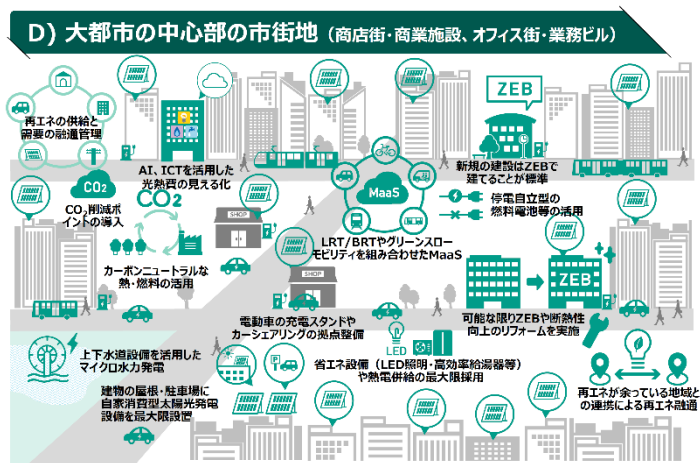 D) 大都市の中心部の市街地（商店街・商業施設、オフィス街・業務ビル）
再エネの供給と
需要の融通管理
AI、ICTを活用した
光熱費の見える化
ZEB
新規の建設はZEBで
建てることが標準
CO2
CO2削減ポ
イントの導入
CO2
カーボンニュートラルな
熱・燃料の活用
MaaS
LRT/BRTやグリーンスロー
モビリティを組み合わせたMaaS
停電自立型の
燃料電池等の活用
SHOP
SHOP
電動車の充電スタンドや
カーシェアリングの拠点整備
ZEB
可能な限りZEBや断熱性
向上のリフォームを実施
上下水道設備を活用した
マイクロ水力発電
建物の屋根・駐車場に
自家消費型太陽光発電
設備を最大限設置
P
LED
省エネ設備（LED照明・高効率給湯器等）
や熱電併給の最大限採用
再エネが余っている地域と
の連携による再エネ融通